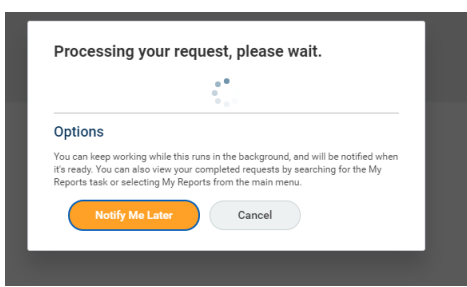 Processing your request, please wait.
Options
You can keep working while this runs in the background, and will be notified when
it's ready. You can also view your completed requests by searching for the My
Reports task or selecting My Reports from the main menu.
Notify Me Later
Cancel